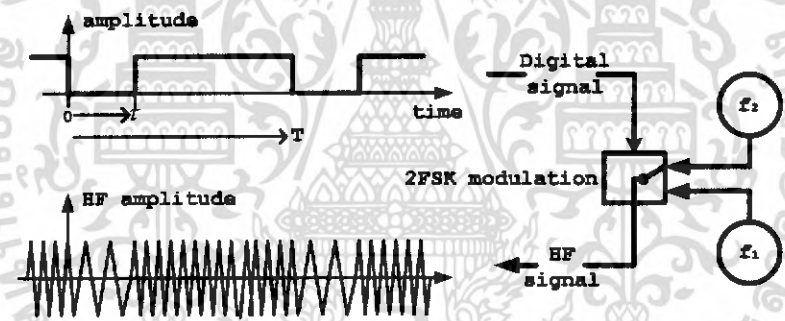 amplitude
0
τ
time
T
HF amplitude
Digital
signal
f₂
2FSK modulation
HF
signal
f₁